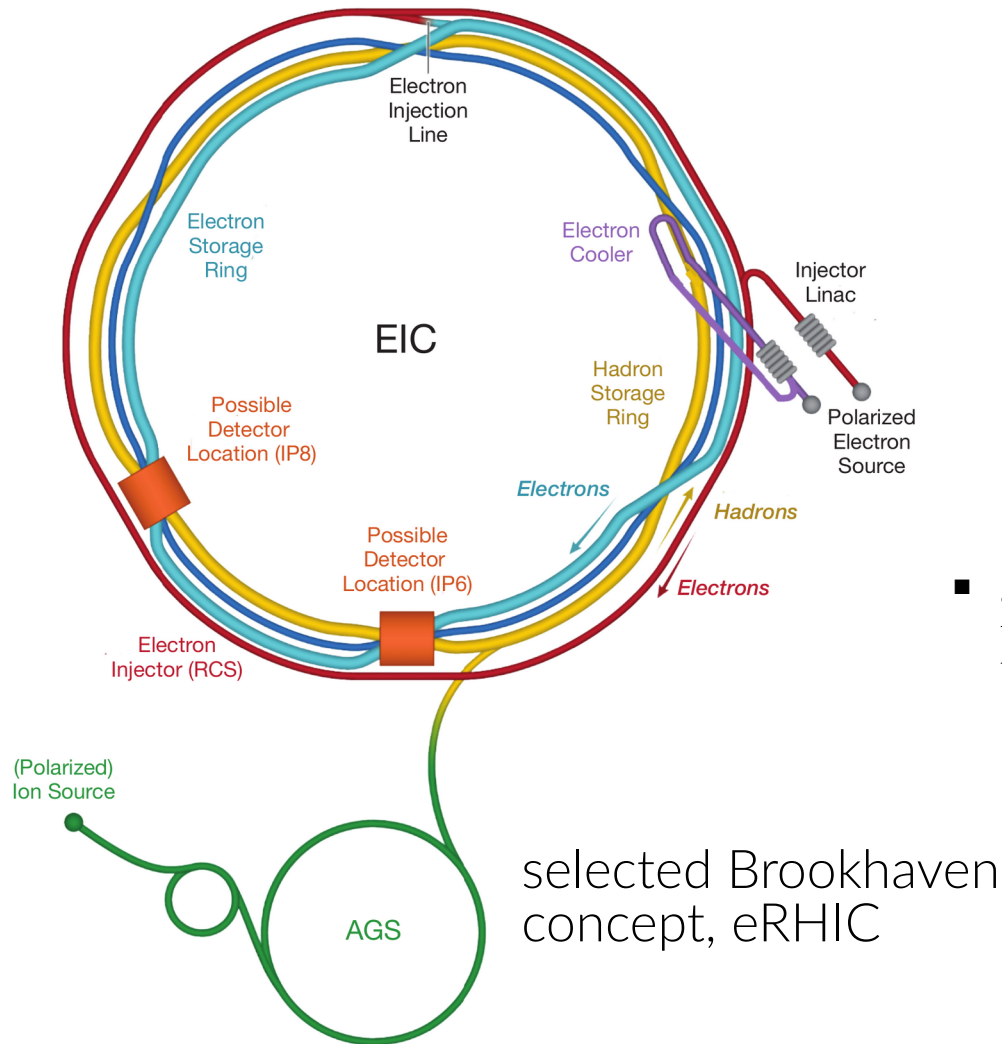 Electron
Injection
Line
Electron
Storage
Ring
Electron
Cooler
Injector
Linac
EIC
Hadron
Storage
Ring
Possible
Detector
Location (IP8)
Polarized
Electron
Source
Electrons
Hadrons
Possible
Detector
Location (IP6)
Electrons
Electron
Injector (RCS)
(Polarized)
Ion Source
AGS
selected Brookhaven
concept, eRHIC